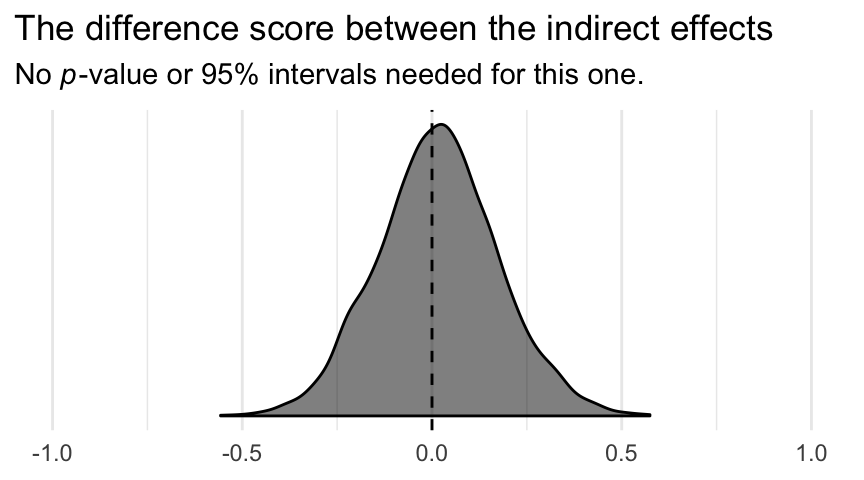 The difference score between the indirect effects
No p-value or 95% intervals needed for this one.
-1.0 -0.5 0.0 0.5 1.0